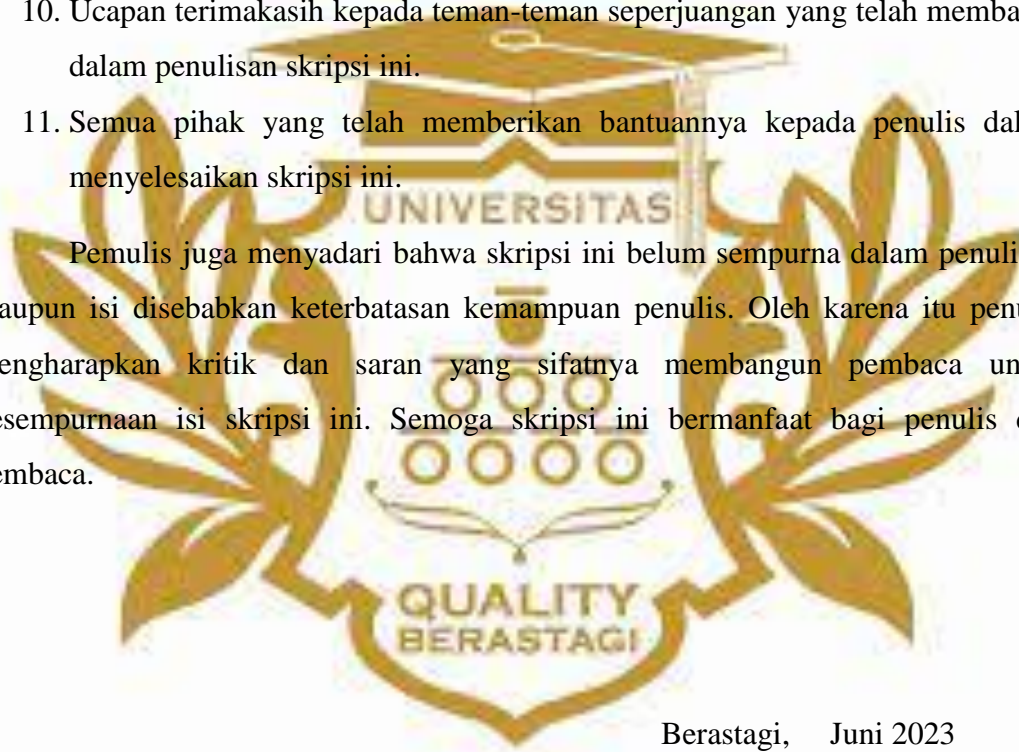 10. Ucapan terimakasih kepada teman-teman seperjuangan yang telah memba
dalam penulisan skripsi ini.
11. Semua pihak yang telah memberikan bantuannya kepada penulis dal
menyelesaikan skripsi ini.
UNIVERSITAS
Pemulis juga menyadari bahwa skripsi ini belum sempurna dalam penuli
aupun isi disebabkan keterbatasan kemampuan penulis. Oleh karena itu penu
engharapkan kritik dan saran yang sifatnya membangun pembaca un
esempurnaan isi skripsi ini. Semoga skripsi ini bermanfaat bagi penulis d
embaca.
QUALITY
BERASTAGI
Berastagi, Juni 2023